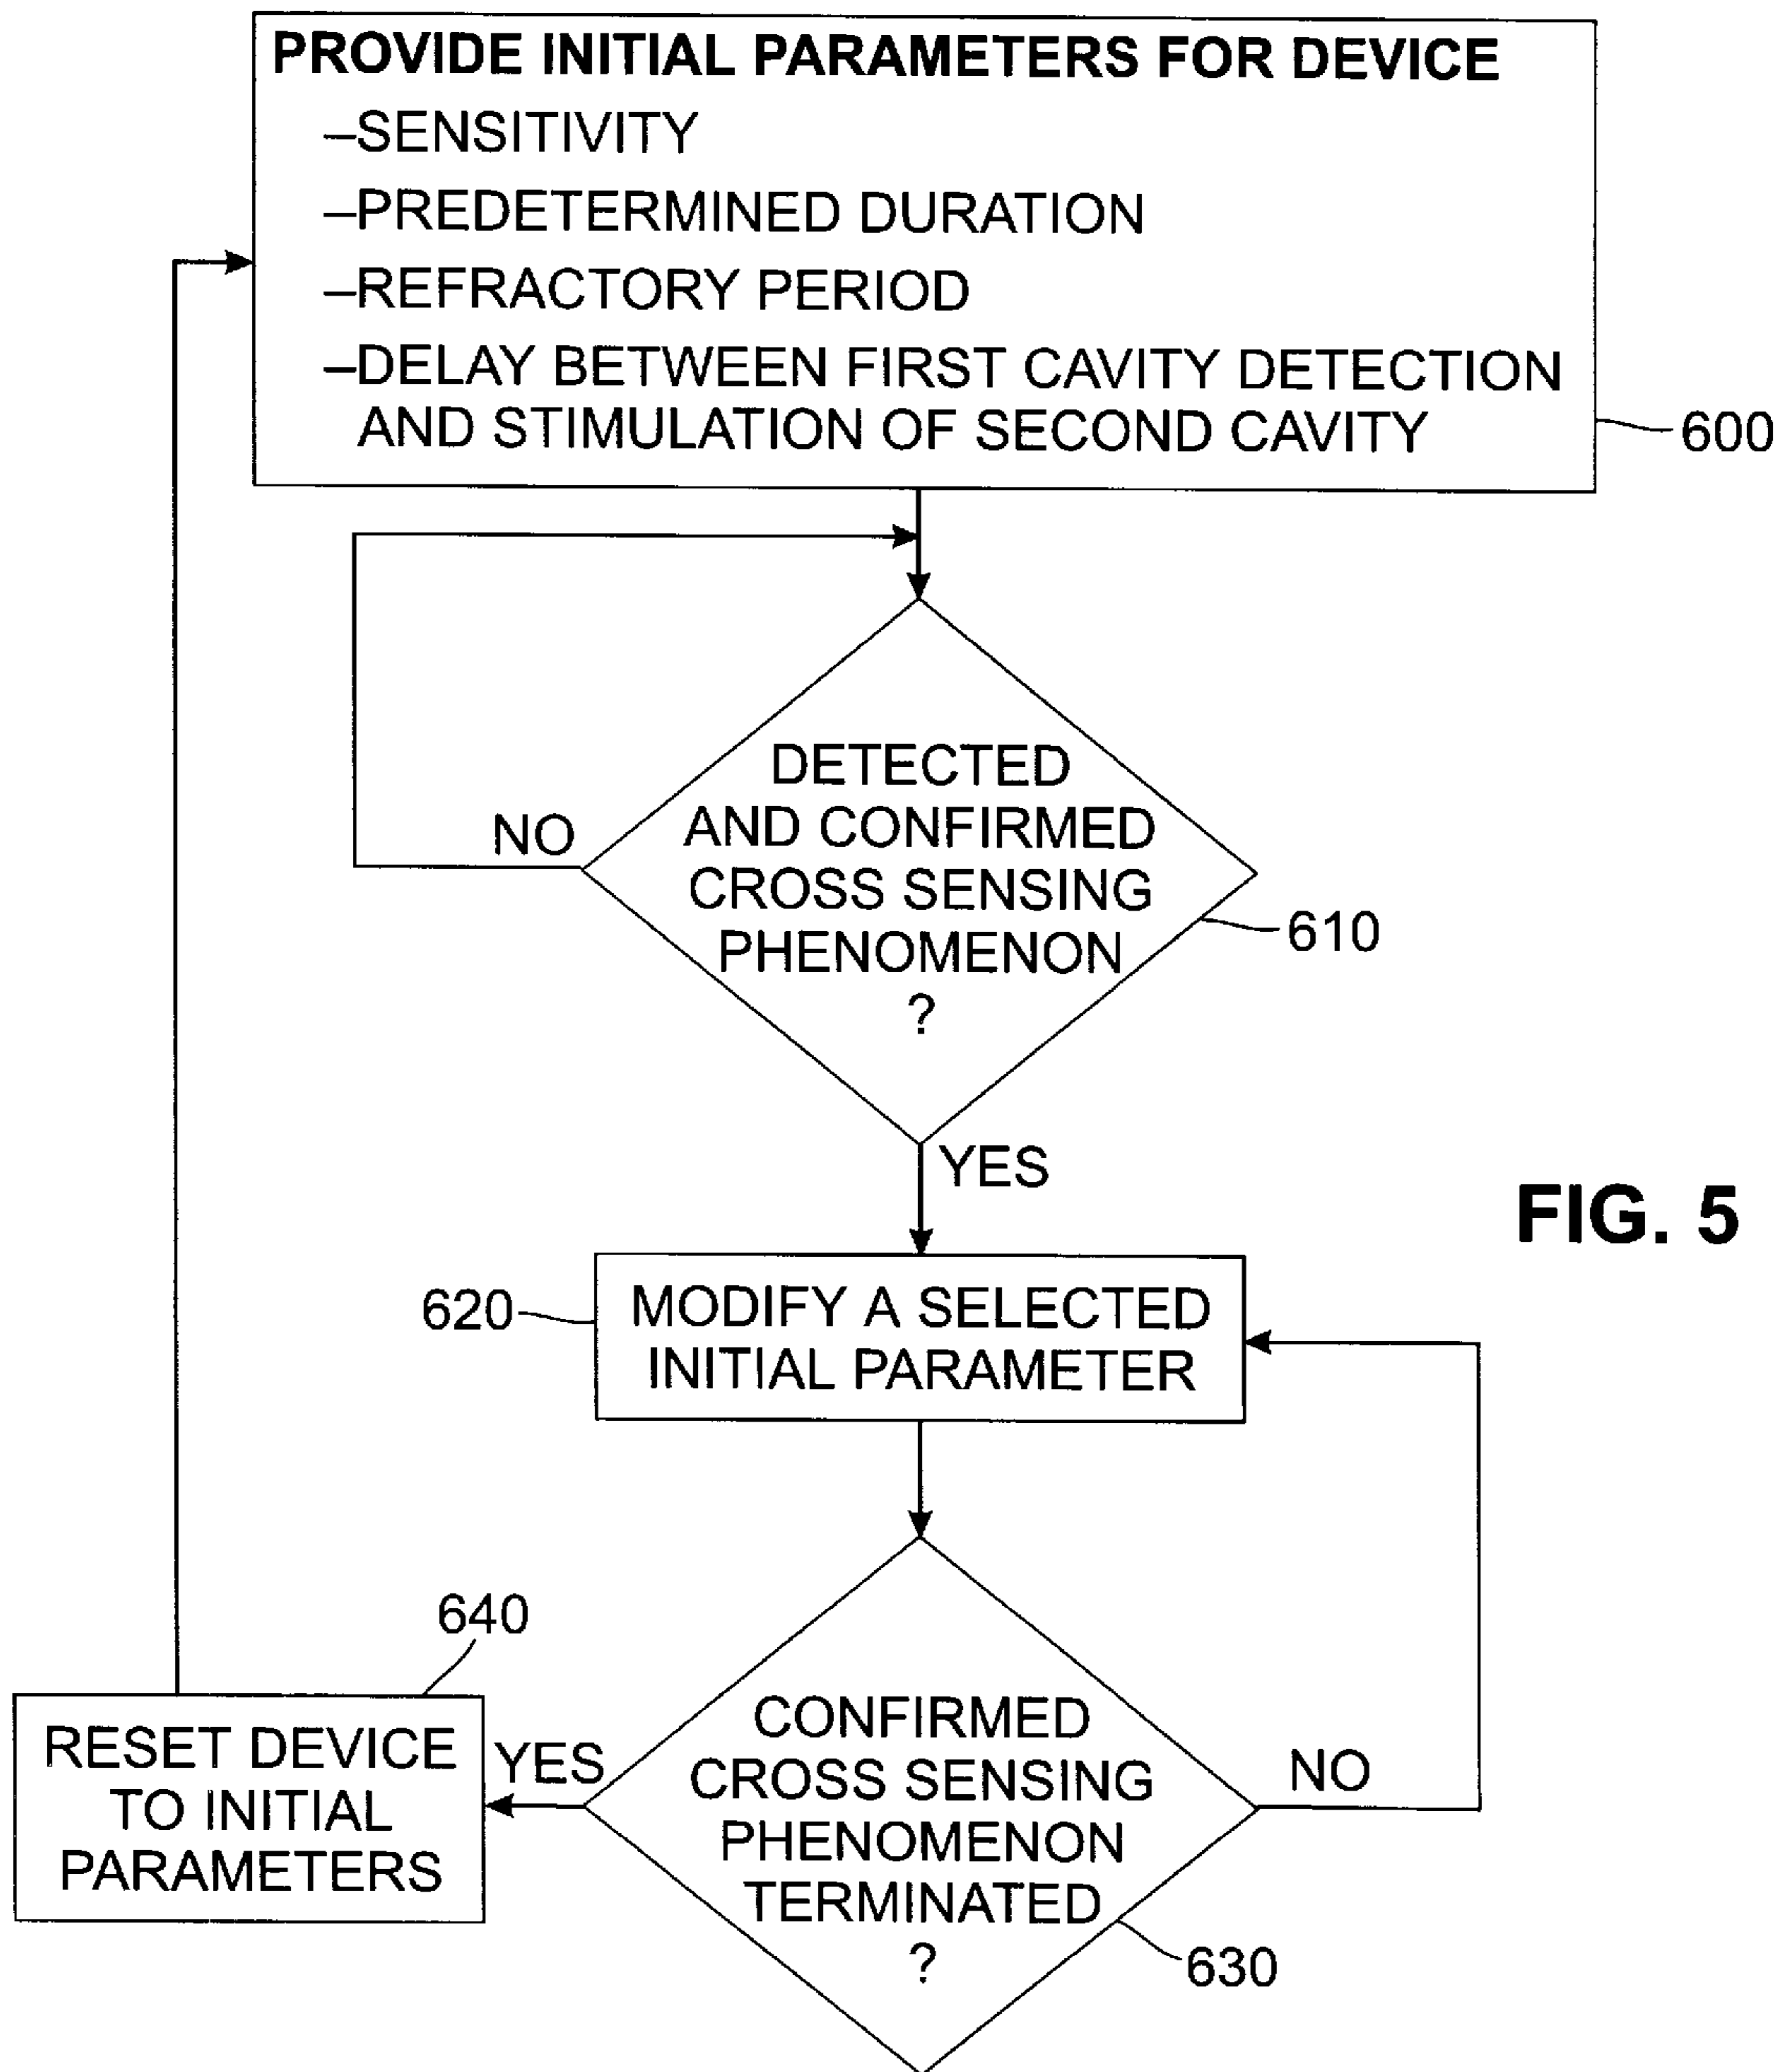 PROVIDE INITIAL PARAMETERS FOR DEVICE
–SENSITIVITY
–PREDETERMINED DURATION
–REFRACTORY PERIOD
–DELAY BETWEEN FIRST CAVITY DETECTION
AND STIMULATION OF SECOND CAVITY
600
DETECTED
AND CONFIRMED
CROSS SENSING
PHENOMENON
?
NO
610
YES
FIG. 5
620
MODIFY A SELECTED
INITIAL PARAMETER
640
RESET DEVICE
TO INITIAL
PARAMETERS
YES
CONFIRMED
CROSS SENSING
PHENOMENON
TERMINATED
?
NO
630